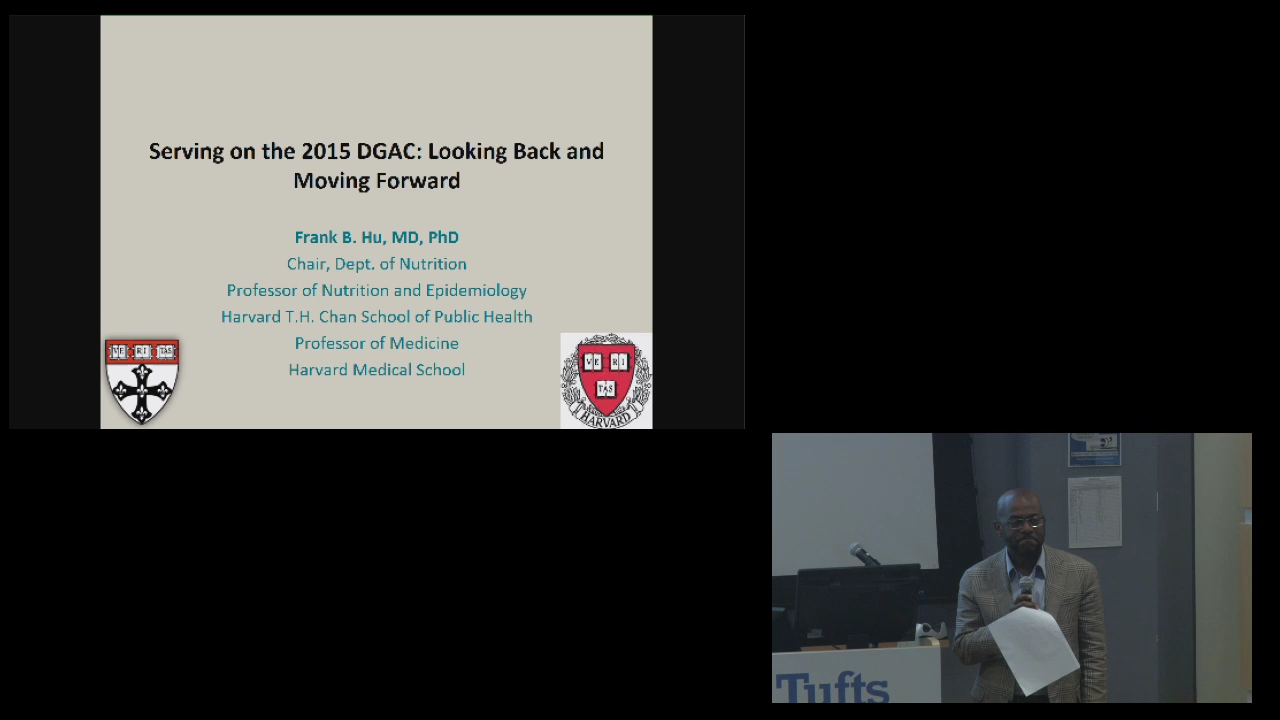 Serving on the 2015 DGAC: Looking Back and
Moving Forward
Frank B. Hu, MD, PhD
Chair, Dept. of Nutrition
Professor of Nutrition and Epidemiology
Harvard T.H. Chan School of Public Health
Professor of Medicine
Harvard Medical School
VE RI TAS
VE RI
TAS
HARVARD
Tufts